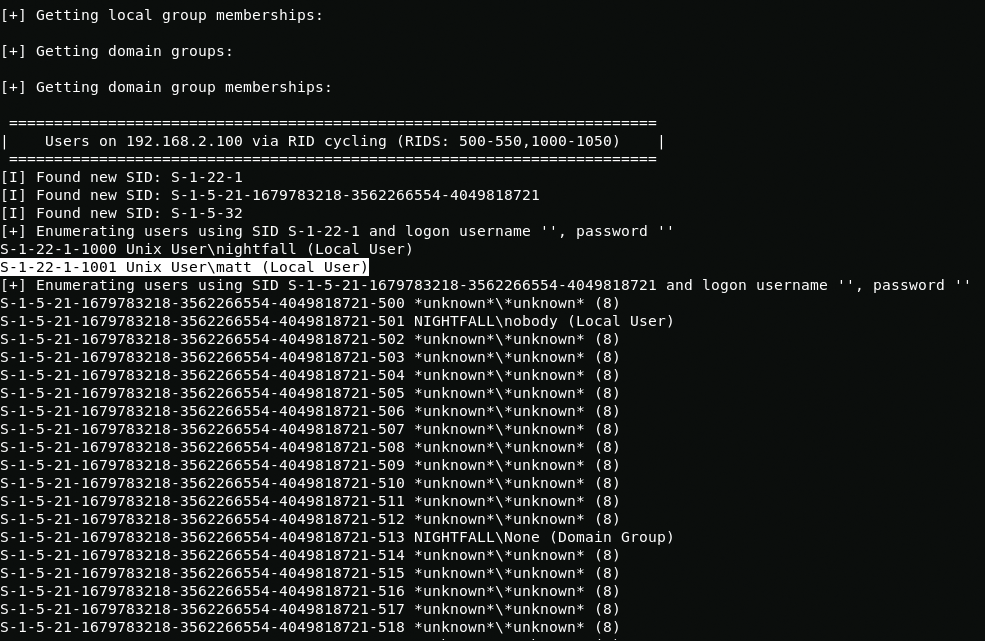 [+] Getting local group memberships:
[+] Getting domain groups:
[+] Getting domain group memberships:
========================================================================
|    Users on 192.168.2.100 via RID cycling (RIDS: 500-550,1000-1050)    |
========================================================================
[I] Found new SID: S-1-22-1
[I] Found new SID: S-1-5-21-1679783218-3562266554-4049818721
[I] Found new SID: S-1-5-32
[+] Enumerating users using SID S-1-22-1 and logon username '', password ''
S-1-22-1-1000 Unix User\nightfall (Local User)
S-1-22-1-1001 Unix User\matt (Local User)
[+] Enumerating users using SID S-1-5-21-1679783218-3562266554-4049818721 and logon username '', password ''
S-1-5-21-1679783218-3562266554-4049818721-500 *unknown*\*unknown* (8)
S-1-5-21-1679783218-3562266554-4049818721-501 NIGHTFALL\nobody (Local User)
S-1-5-21-1679783218-3562266554-4049818721-502 *unknown*\*unknown* (8)
S-1-5-21-1679783218-3562266554-4049818721-503 *unknown*\*unknown* (8)
S-1-5-21-1679783218-3562266554-4049818721-504 *unknown*\*unknown* (8)
S-1-5-21-1679783218-3562266554-4049818721-505 *unknown*\*unknown* (8)
S-1-5-21-1679783218-3562266554-4049818721-506 *unknown*\*unknown* (8)
S-1-5-21-1679783218-3562266554-4049818721-507 *unknown*\*unknown* (8)
S-1-5-21-1679783218-3562266554-4049818721-508 *unknown*\*unknown* (8)
S-1-5-21-1679783218-3562266554-4049818721-509 *unknown*\*unknown* (8)
S-1-5-21-1679783218-3562266554-4049818721-510 *unknown*\*unknown* (8)
S-1-5-21-1679783218-3562266554-4049818721-511 *unknown*\*unknown* (8)
S-1-5-21-1679783218-3562266554-4049818721-512 *unknown*\*unknown* (8)
S-1-5-21-1679783218-3562266554-4049818721-513 NIGHTFALL\None (Domain Group)
S-1-5-21-1679783218-3562266554-4049818721-514 *unknown*\*unknown* (8)
S-1-5-21-1679783218-3562266554-4049818721-515 *unknown*\*unknown* (8)
S-1-5-21-1679783218-3562266554-4049818721-516 *unknown*\*unknown* (8)
S-1-5-21-1679783218-3562266554-4049818721-517 *unknown*\*unknown* (8)
S-1-5-21-1679783218-3562266554-4049818721-518 *unknown*\*unknown* (8)